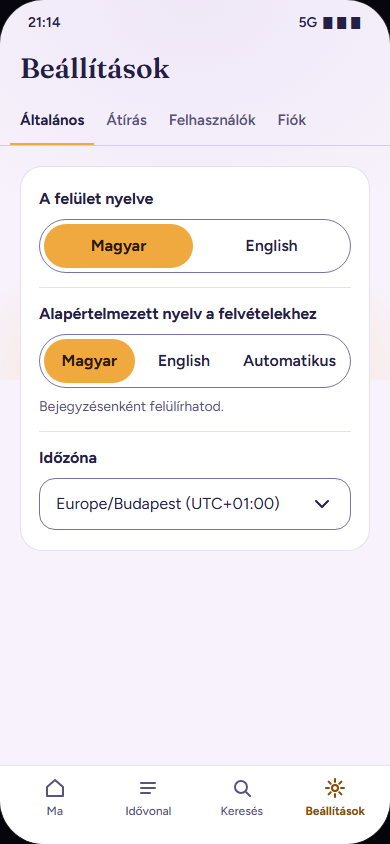 21:14
5G
Beállítások
Általános Átírás Felhasználók Fiók
A felület nyelve
Magyar English
Alapértelmezett nyelv a felvételekhez
Magyar English Automatikus
Bejegyzésenként felülírhatod.
Időzóna
Europe/Budapest (UTC+01:00)
Ma Idővonal Keresés Beállítások